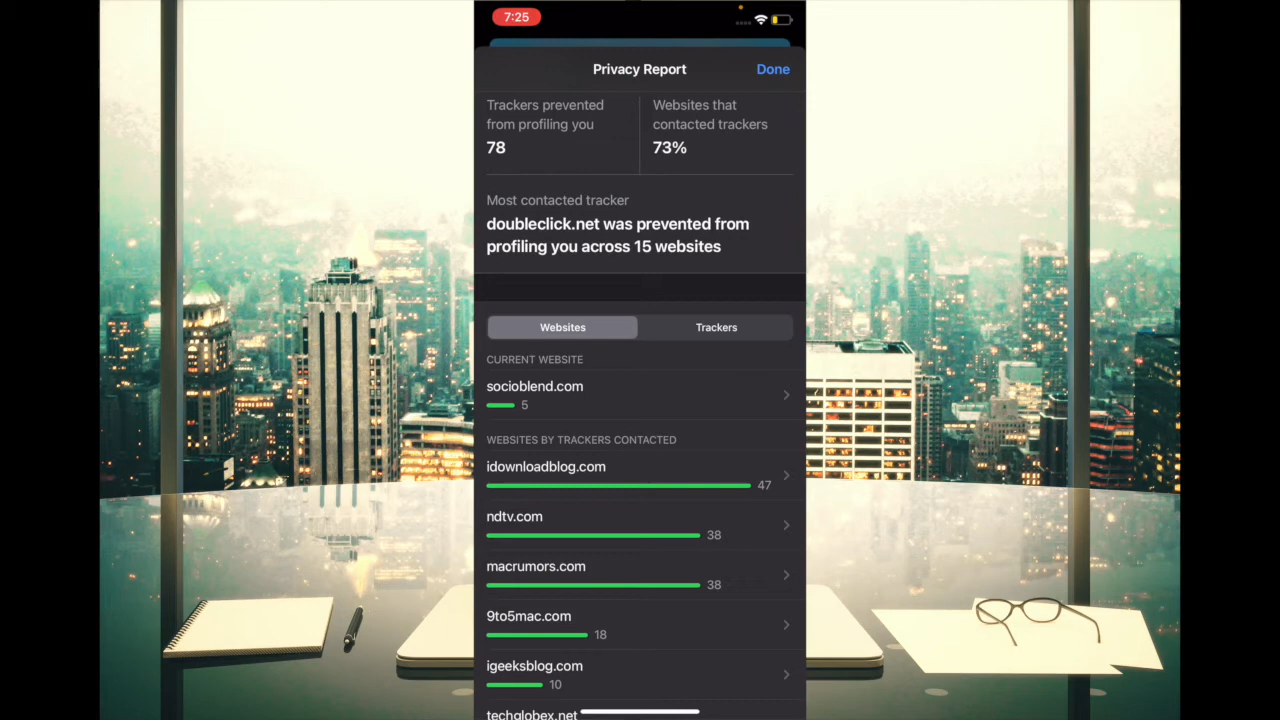 7:25
Privacy Report
Done
Trackers prevented
from profiling you
78
Websites that
contacted trackers
73%
Most contacted tracker
doubleclick.net was prevented from
profiling you across 15 websites
Websites
Trackers
CURRENT WEBSITE
socioblend.com
5
WEBSITES BY TRACKERS CONTACTED
idownloadblog.com
47
ndtv.com
38
macrumors.com
38
9to5mac.com
18
igeeksblog.com
10
techglobex.net